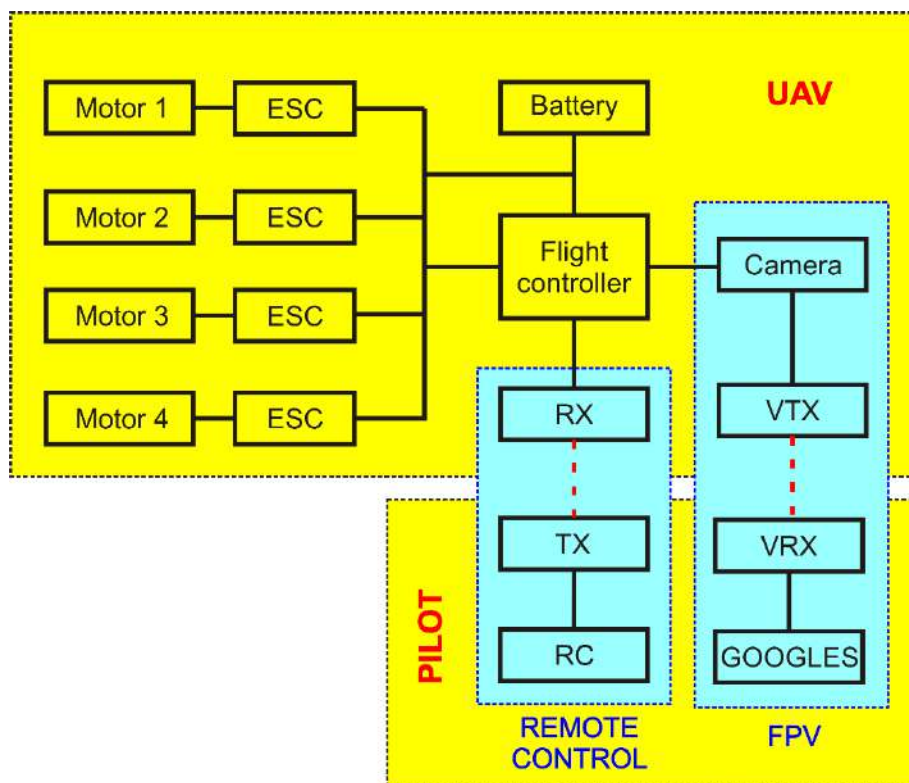 UAV
Motor 1
ESC
Battery
Motor 2
ESC
Flight
controller
Camera
Motor 3
ESC
Motor 4
ESC
RX
VTX
TX
VRX
PILOT
RC
GOOGLES
REMOTE
CONTROL
FPV